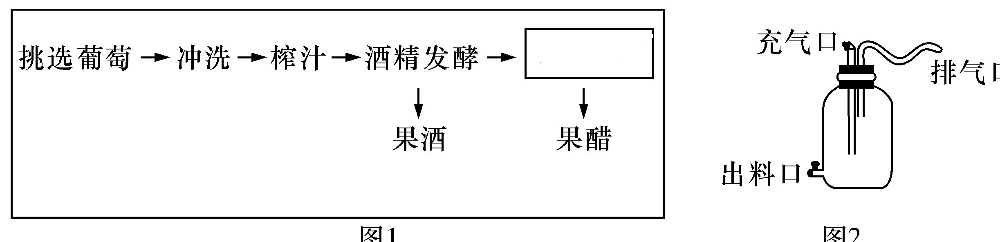 挑选葡萄 → 冲洗 → 榨汁 → 酒精发酵 →
果酒 果醋
图1
充气口
排气口
出料口
图2